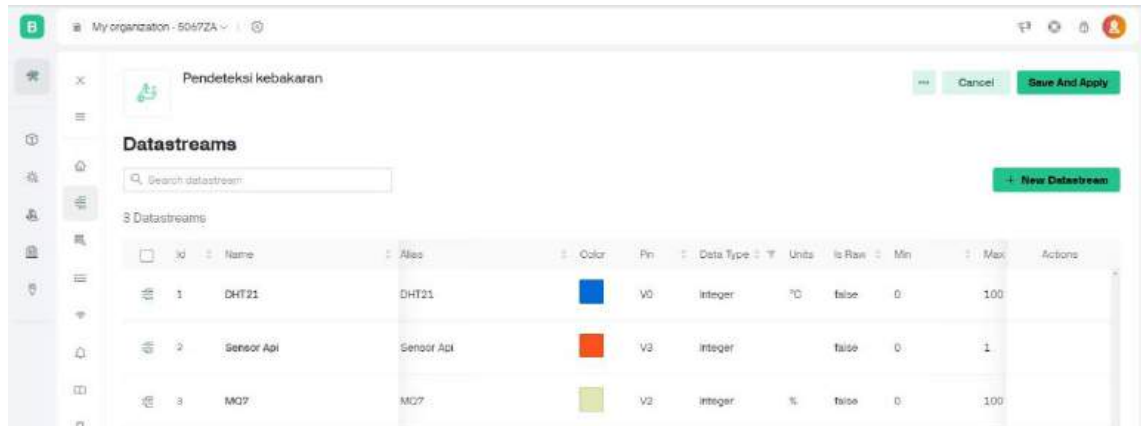 B My organization - 5067ZA
Pendeteksi kebakaran
Cancel
Save And Apply
Datastreams
Search datastream
+ New Datastream
3 Datastreams
Id Name Alias Color Pin Data Type Units Is Raw Min Max Actions
1 DHT21 DHT21 V0 Integer °C false 0 100
2 Sensor Api Sensor Api V3 Integer false 0 1
3 MQ7 MQ7 V2 Integer % false 0 100